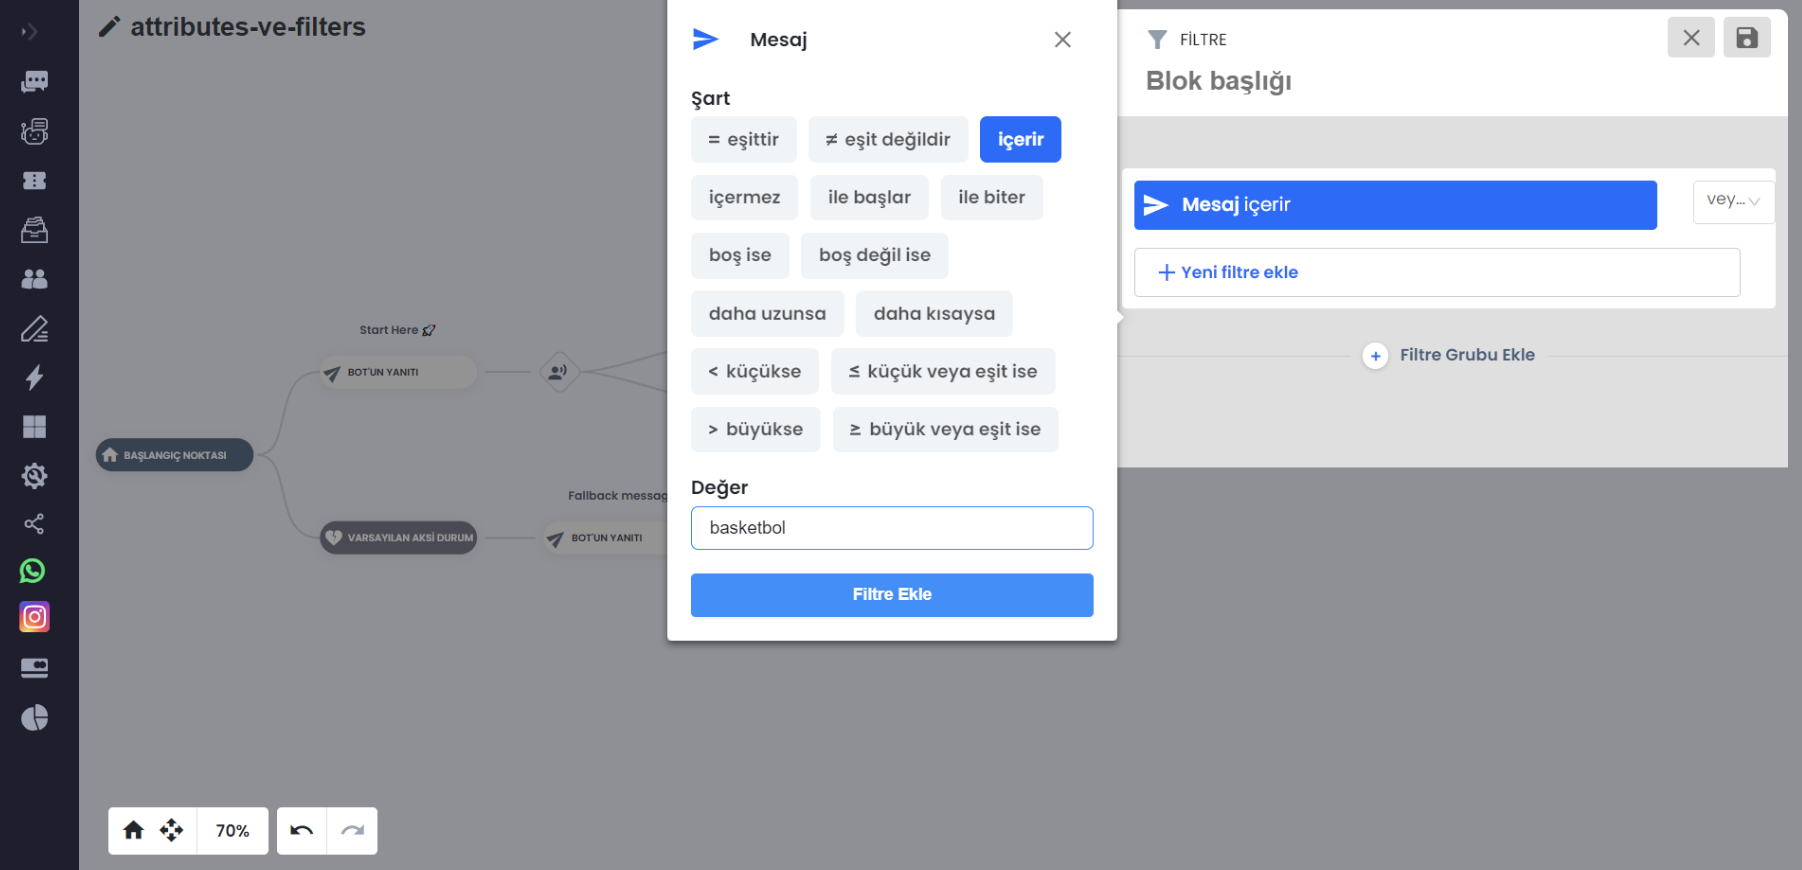 attributes-ve-filters
Start Here 🚀
BOT'UN YANITI
BAŞLANGIÇ NOKTASI
Fallback messag
VARSAYILAN AKSİ DURUM
BOT'UN YANITI
70%
Mesaj
Şart
= eşittir
≠ eşit değildir
içerir
içermez
ile başlar
ile biter
boş ise
boş değil ise
daha uzunsa
daha kısaysa
< küçükse
≤ küçük veya eşit ise
> büyükse
≥ büyük veya eşit ise
Değer
basketbol
Filtre Ekle
FİLTRE
Blok başlığı
Mesaj içerir
vey...
+ Yeni filtre ekle
+ Filtre Grubu Ekle